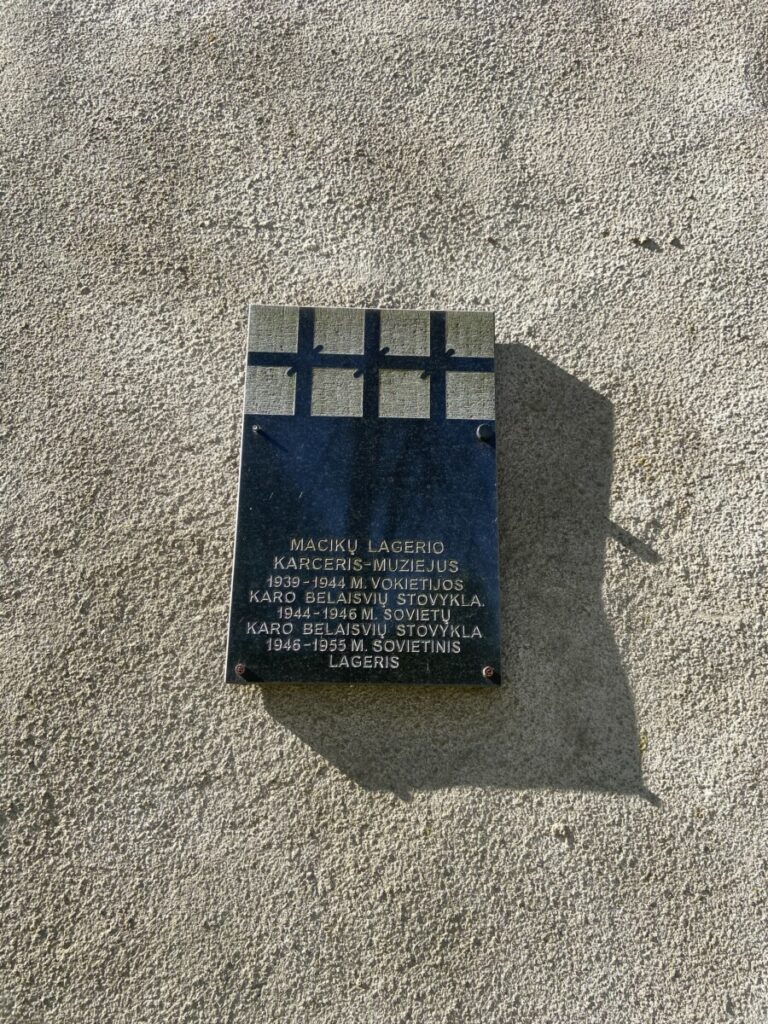 MACIKŲ LAGERIO
KARCERIS-MUZIEJUS
1939-1944 M. VOKIETIJOS
KARO BELAISVIŲ STOVYKLA.
1944-1946 M. SOVIETŲ
KARO BELAISVIŲ STOVYKLA
1946-1955 M. SOVIETINIS
LAGERIS